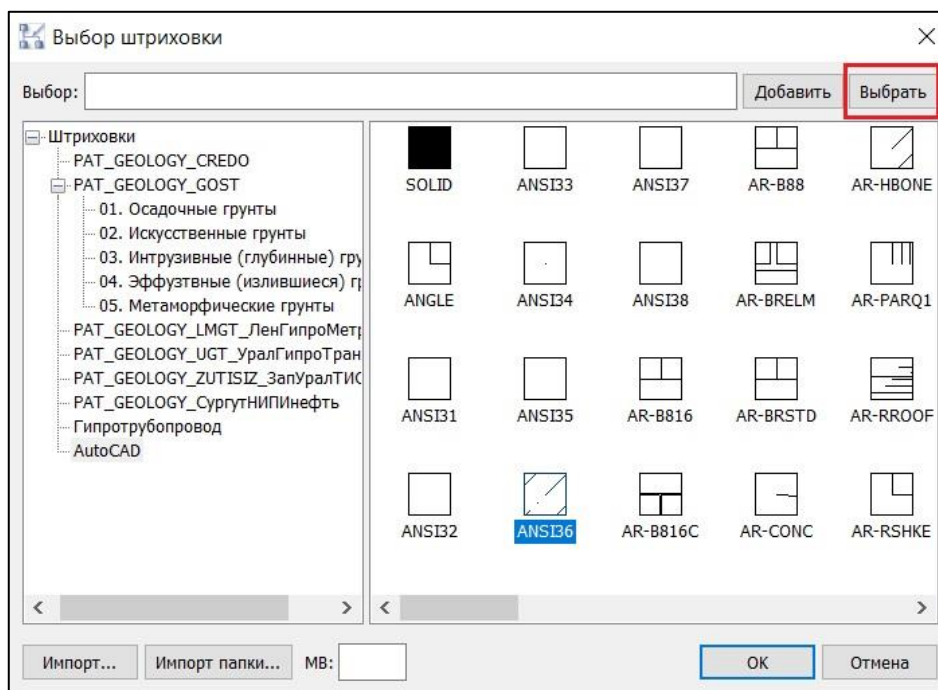 Выбор штриховки
Выбор: Добавить Выбрать
Штриховки
PAT_GEOLOGY_CREDO
PAT_GEOLOGY_GOST
01. Осадочные грунты
02. Искусственные грунты
03. Интрузивные (глубинные) гру
04. Эффузтвные (излившиеся) гр
05. Метаморфические грунты
PAT_GEOLOGY_LMGT_ЛенГипроМетр
PAT_GEOLOGY_UGT_УралГипроТран
PAT_GEOLOGY_ZUTISIZ_ЗапУралТИС
PAT_GEOLOGY_СургутНИПИнефть
Гипротрубопровод
AutoCAD
SOLID ANSI33 ANSI37 AR-B88 AR-HBONE
ANGLE ANSI34 ANSI38 AR-BRELM AR-PARQ1
ANSI31 ANSI35 AR-B816 AR-BRSTD AR-RROOF
ANSI32 ANSI36 AR-B816C AR-CONC AR-RSHKE
Импорт... Импорт папки... МВ: OK Отмена